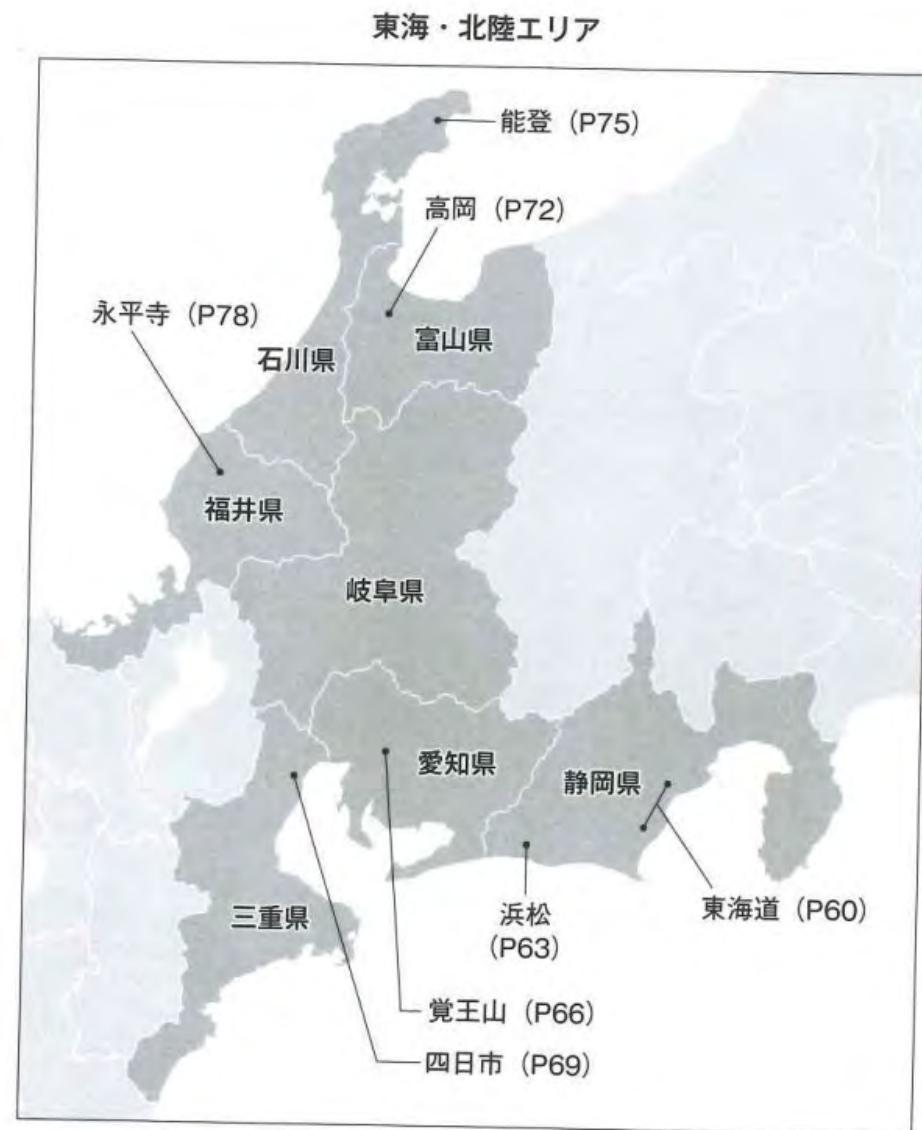 東海・北陸エリア
能登（P75）
高岡（P72）
永平寺（P78）
富山県
石川県
福井県
岐阜県
愛知県
静岡県
三重県
浜松
（P63）
東海道（P60）
覚王山（P66）
四日市（P69）